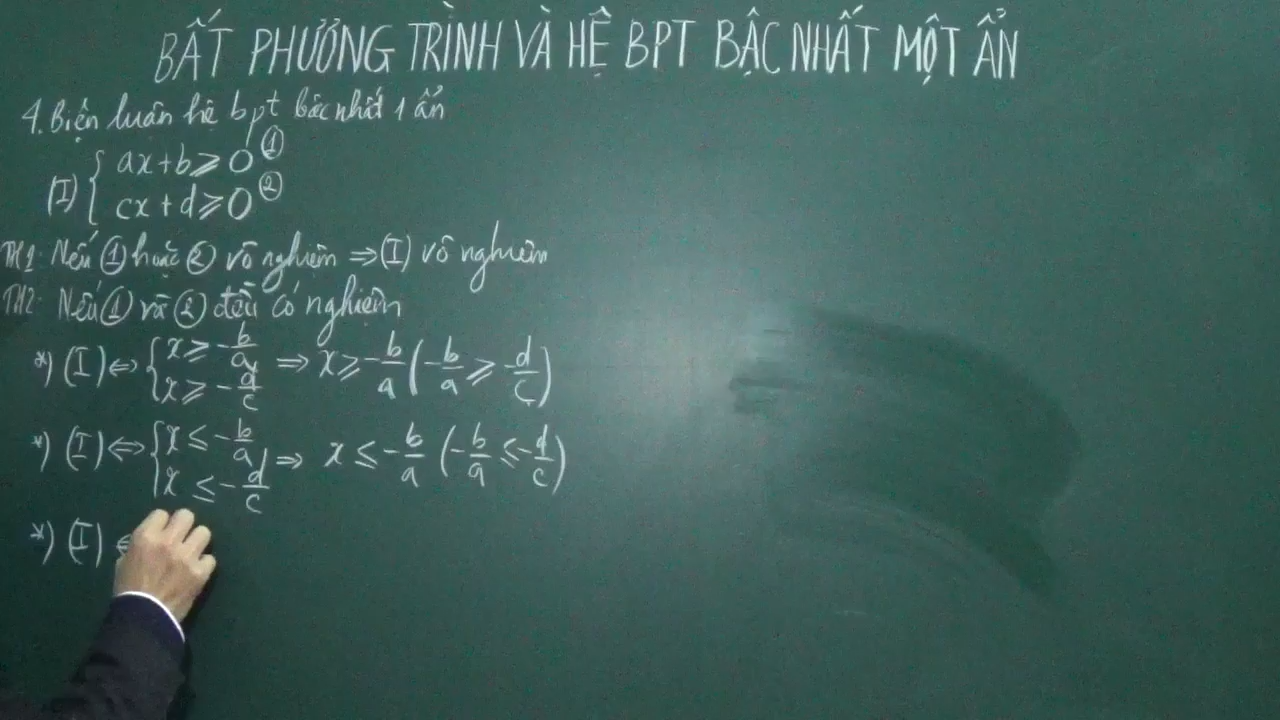 BẤT PHƯƠNG TRÌNH VÀ HỆ BPT BẬC NHẤT MỘT ẨN
4. Biện luận hệ bpt bậc nhất 1 ẩn
(I) { ax + b ⩾ 0 ①
cx + d ⩾ 0 ②
TH1: Nếu ① hoặc ② vô nghiệm ⇒ (I) vô nghiệm
TH2: Nếu ① và ② đều có nghiệm
*) (I) ⇔ { x ⩾ -b/a, x ⩾ -d/c ⇒ x ⩾ -b/a (-b/a ⩾ -d/c)
*) (I) ⇔ { x ≤ -b/a, x ≤ -d/c ⇒ x ≤ -b/a (-b/a ≤ -d/c)
*) (I)